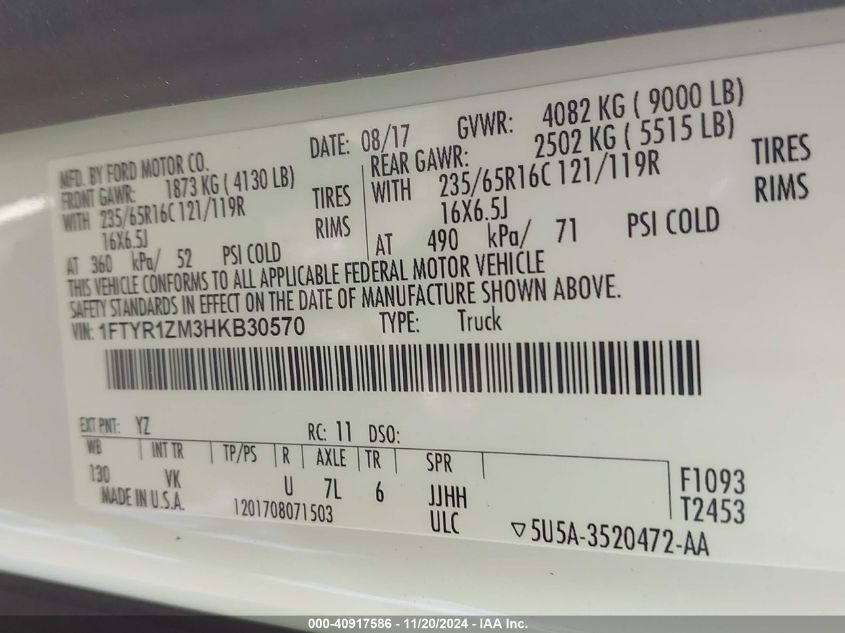 MFD. BY FORD MOTOR CO. DATE: 08/17 GVWR: 4082 KG ( 9000 LB)
FRONT GAWR: 1873 KG ( 4130 LB) REAR GAWR: 2502 KG ( 5515 LB)
WITH 235/65R16C 121/119R TIRES WITH 235/65R16C 121/119R TIRES
16X6.5J RIMS 16X6.5J RIMS
AT 360 kPa/ 52 PSI COLD AT 490 kPa/ 71 PSI COLD
THIS VEHICLE CONFORMS TO ALL APPLICABLE FEDERAL MOTOR VEHICLE
SAFETY STANDARDS IN EFFECT ON THE DATE OF MANUFACTURE SHOWN ABOVE.
VIN: 1FTYR1ZM3HKB30570 TYPE: Truck
EXT PNT: YZ RC: 11 DSO:
WB INT TR TP/PS R AXLE TR SPR
130 VK U 7L 6 JJHH F1093
MADE IN U.S.A. 1201708071503 ULC T2453
▽5U5A-3520472-AA
000-40917586 - 11/20/2024 - IAA Inc.